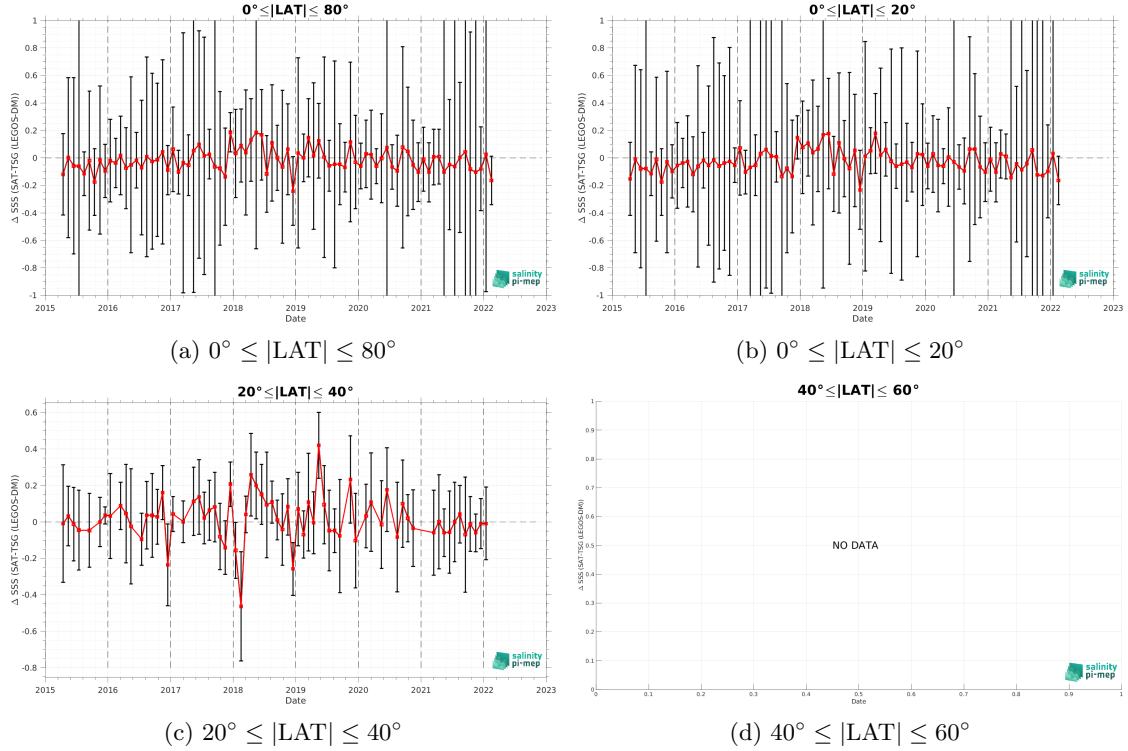 0°≤|LAT|≤ 80°
Δ SSS (SAT-TSG (LEGOS-DM))
1
0.8
0.6
0.4
0.2
0
-0.2
-0.4
-0.6
-0.8
-1
2015 2016 2017 2018 2019 2020 2021 2022 2023
Date
salinity
pi-mep
(a) 0° ≤ |LAT| ≤ 80°
0°≤|LAT|≤ 20°
Δ SSS (SAT-TSG (LEGOS-DM))
1
0.8
0.6
0.4
0.2
0
-0.2
-0.4
-0.6
-0.8
-1
2015 2016 2017 2018 2019 2020 2021 2022 2023
Date
salinity
pi-mep
(b) 0° ≤ |LAT| ≤ 20°
20°≤|LAT|≤ 40°
Δ SSS (SAT-TSG (LEGOS-DM))
0.6
0.4
0.2
0
-0.2
-0.4
-0.6
-0.8
2015 2016 2017 2018 2019 2020 2021 2022 2023
Date
salinity
pi-mep
(c) 20° ≤ |LAT| ≤ 40°
40°≤|LAT|≤ 60°
Δ SSS (SAT-TSG (LEGOS-DM))
1
0.9
0.8
0.7
0.6
0.5
0.4
0.3
0.2
0.1
0
NO DATA
0 0.1 0.2 0.3 0.4 0.5 0.6 0.7 0.8 0.9 1
Date
salinity
pi-mep
(d) 40° ≤ |LAT| ≤ 60°